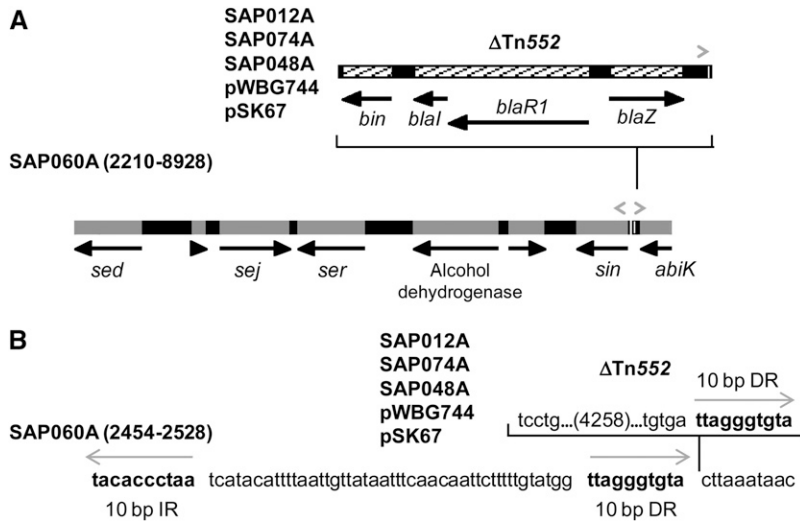 A
SAP012A
SAP074A
SAP048A
pWBG744
pSK67
ΔTn552
bin
blaI
blaR1
blaZ
SAP060A (2210-8928)
sed
sej
ser
Alcohol
dehydrogenase
sin
abiK
B
SAP012A
SAP074A
SAP048A
pWBG744
pSK67
ΔTn552
10 bp DR
tcctg...(4258)...tgtga ttagggtgta
SAP060A (2454-2528)
tacaccctaa tcatacattttaattgttataatttcaacaattctttttgtatgg ttagggtgta cttaaataac
10 bp IR
10 bp DR